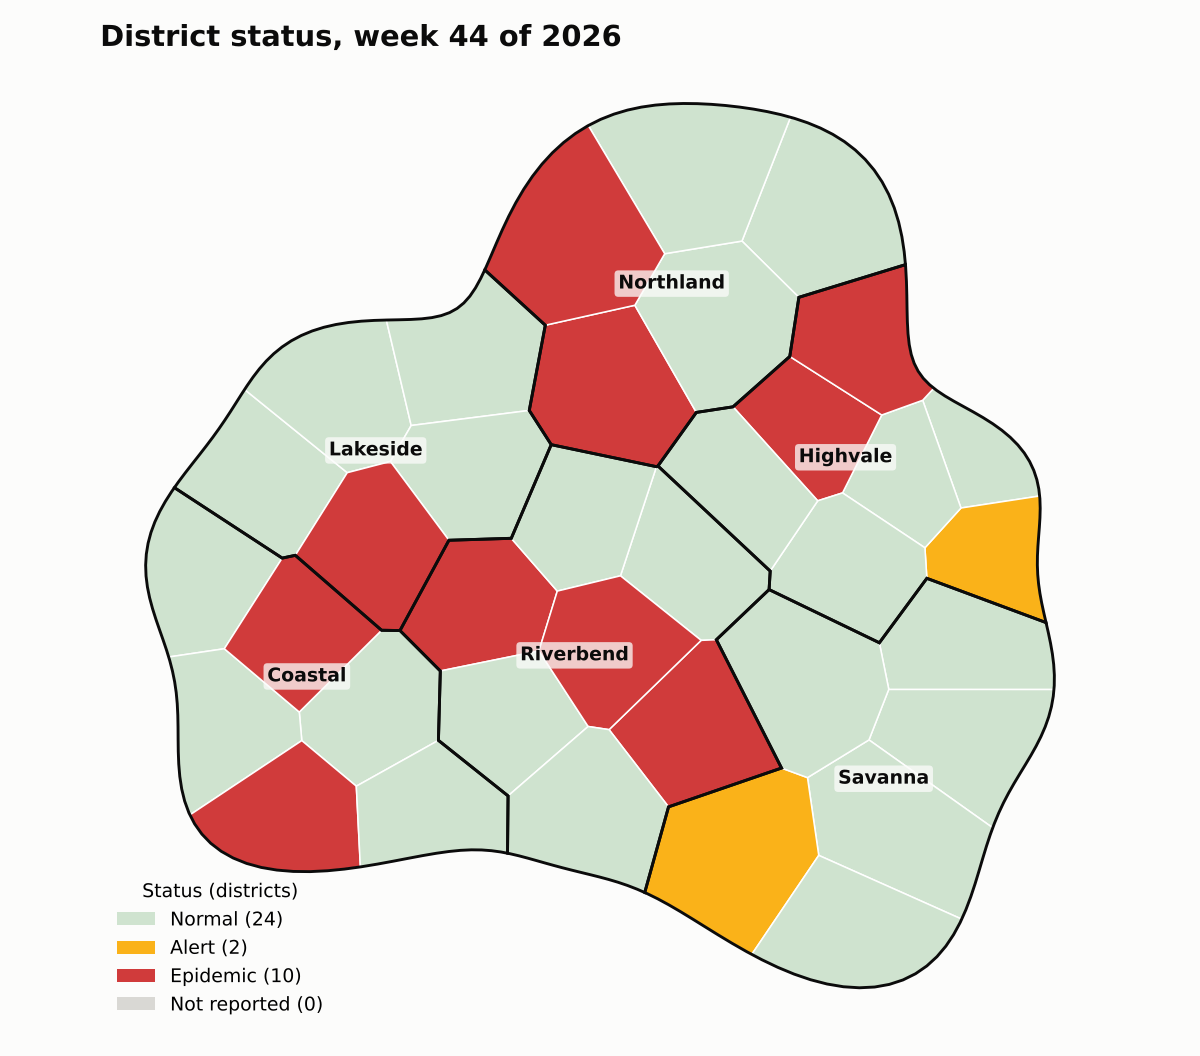 District status, week 44 of 2026
Northland
Lakeside
Highvale
Riverbend
Coastal
Savanna
Status (districts)
Normal (24)
Alert (2)
Epidemic (10)
Not reported (0)